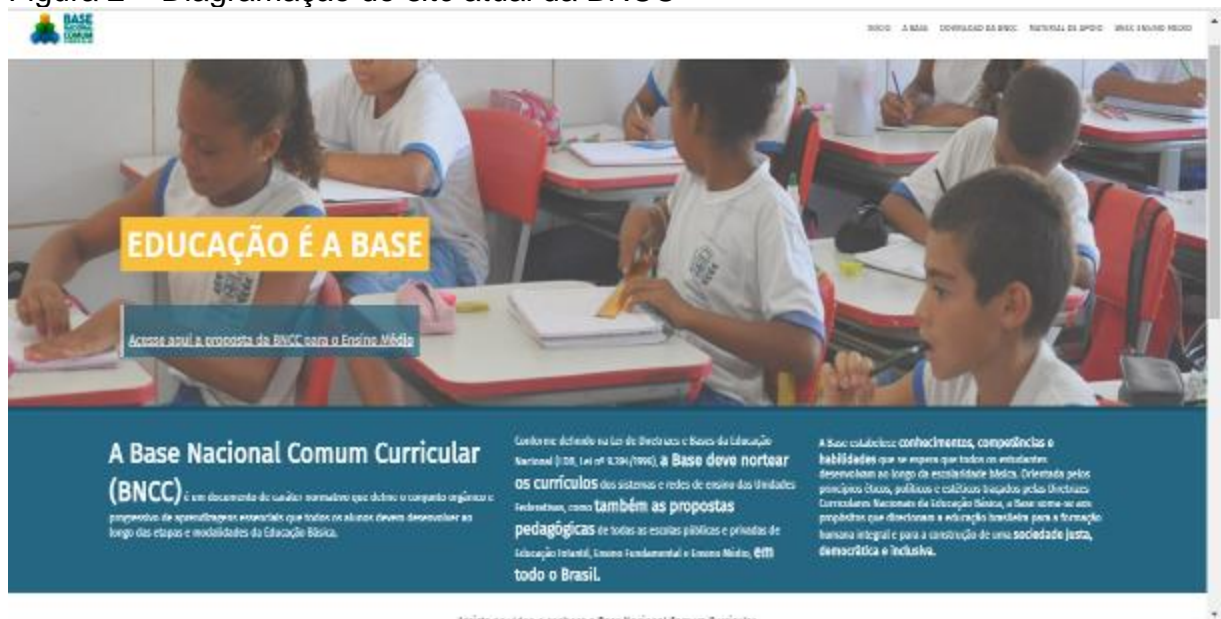 Figura 2 – Diagramação do site atual da BNCC
BASE
NACIONAL
COMUM
CURRICULAR
INÍCIO A BASE DOWNLOAD DA BNCC MATERIAL DE APOIO BNCC ENSINO MÉDIO
EDUCAÇÃO É A BASE
Acesse aqui a proposta da BNCC para o Ensino Médio
A Base Nacional Comum Curricular
(BNCC) é um documento de caráter normativo que define o conjunto orgânico e
progressivo de aprendizagens essenciais que todos os alunos devem desenvolver ao
longo das etapas e modalidades da Educação Básica.
Conforme definido na Lei de Diretrizes e Bases da Educação
Nacional (LDB, Lei nº 9.394/1996), a Base deve nortear
os currículos dos sistemas e redes de ensino das Unidades
Federativas, como também as propostas
pedagógicas de todas as escolas públicas e privadas de
Educação Infantil, Ensino Fundamental e Ensino Médio, em
todo o Brasil.
A Base estabelece conhecimentos, competências e
habilidades que se espera que todos os estudantes
desenvolvam ao longo da escolaridade básica. Orientada pelos
princípios éticos, políticos e estéticos traçados pelas Diretrizes
Curriculares Nacionais da Educação Básica, a Base soma-se aos
propósitos que direcionam a educação brasileira para a formação
humana integral e para a construção de uma sociedade justa,
democrática e inclusiva.